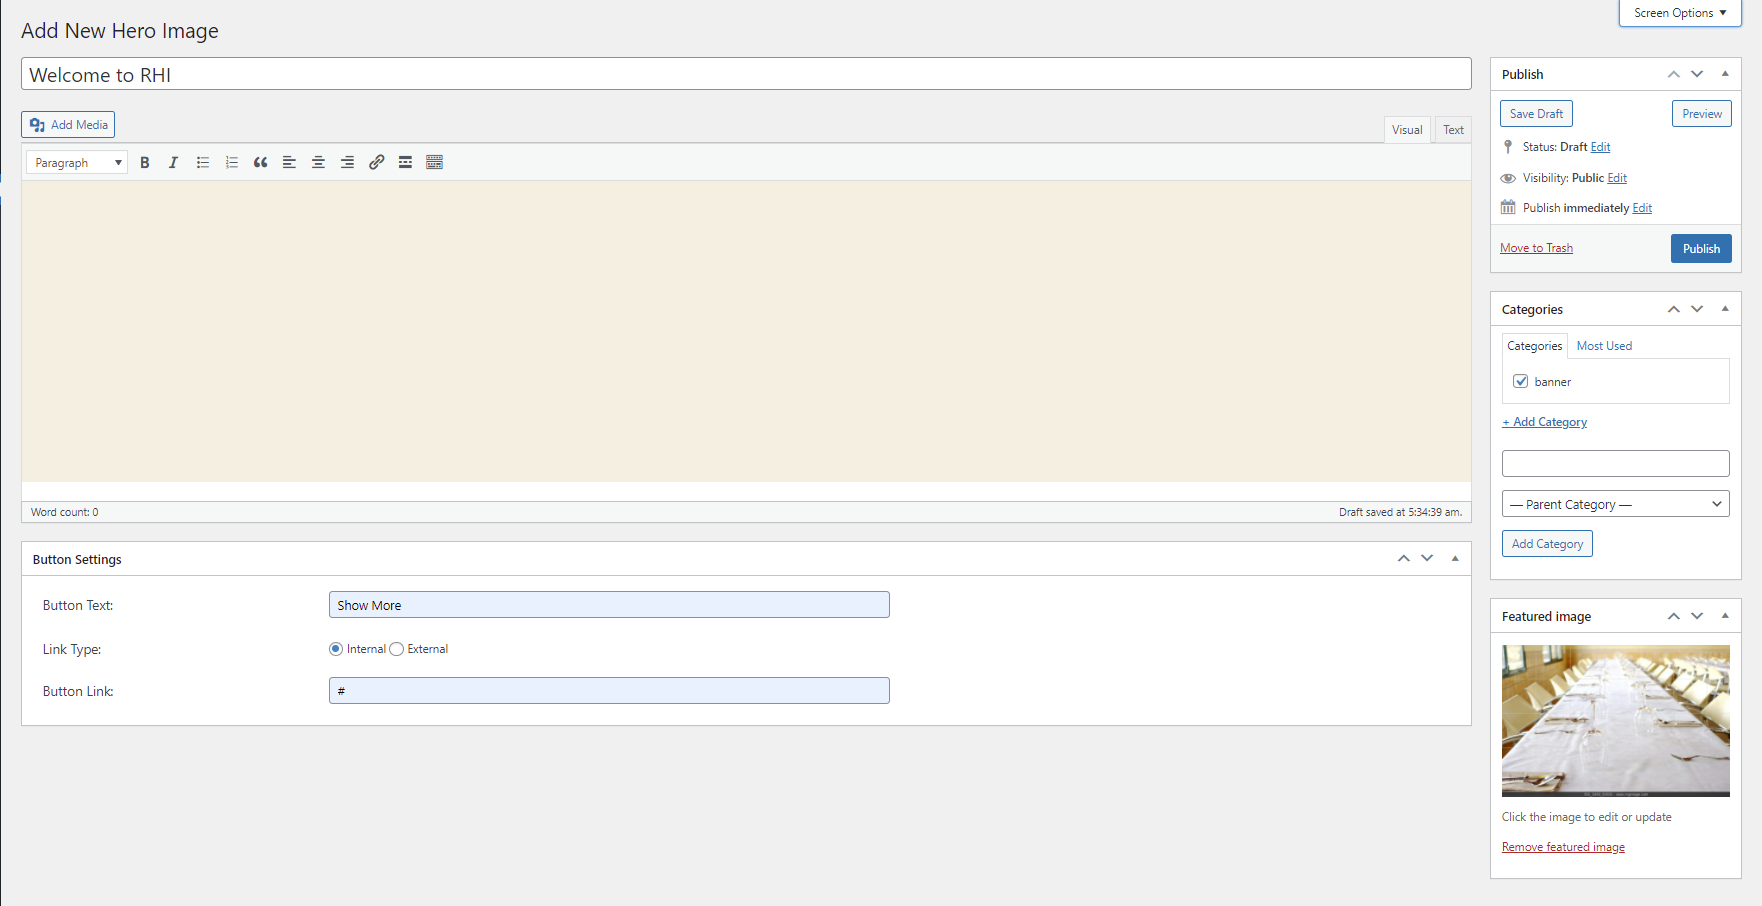 Screen Options
Add New Hero Image
Welcome to RHI
Add Media
Visual
Text
Paragraph
Word count: 0
Draft saved at 5:34:39 am.
Button Settings
Button Text:
Show More
Link Type:
Internal
External
Button Link:
#
Publish
Save Draft
Preview
Status: Draft Edit
Visibility: Public Edit
Publish immediately Edit
Move to Trash
Publish
Categories
Categories
Most Used
banner
+ Add Category
— Parent Category —
Add Category
Featured image
Click the image to edit or update
Remove featured image